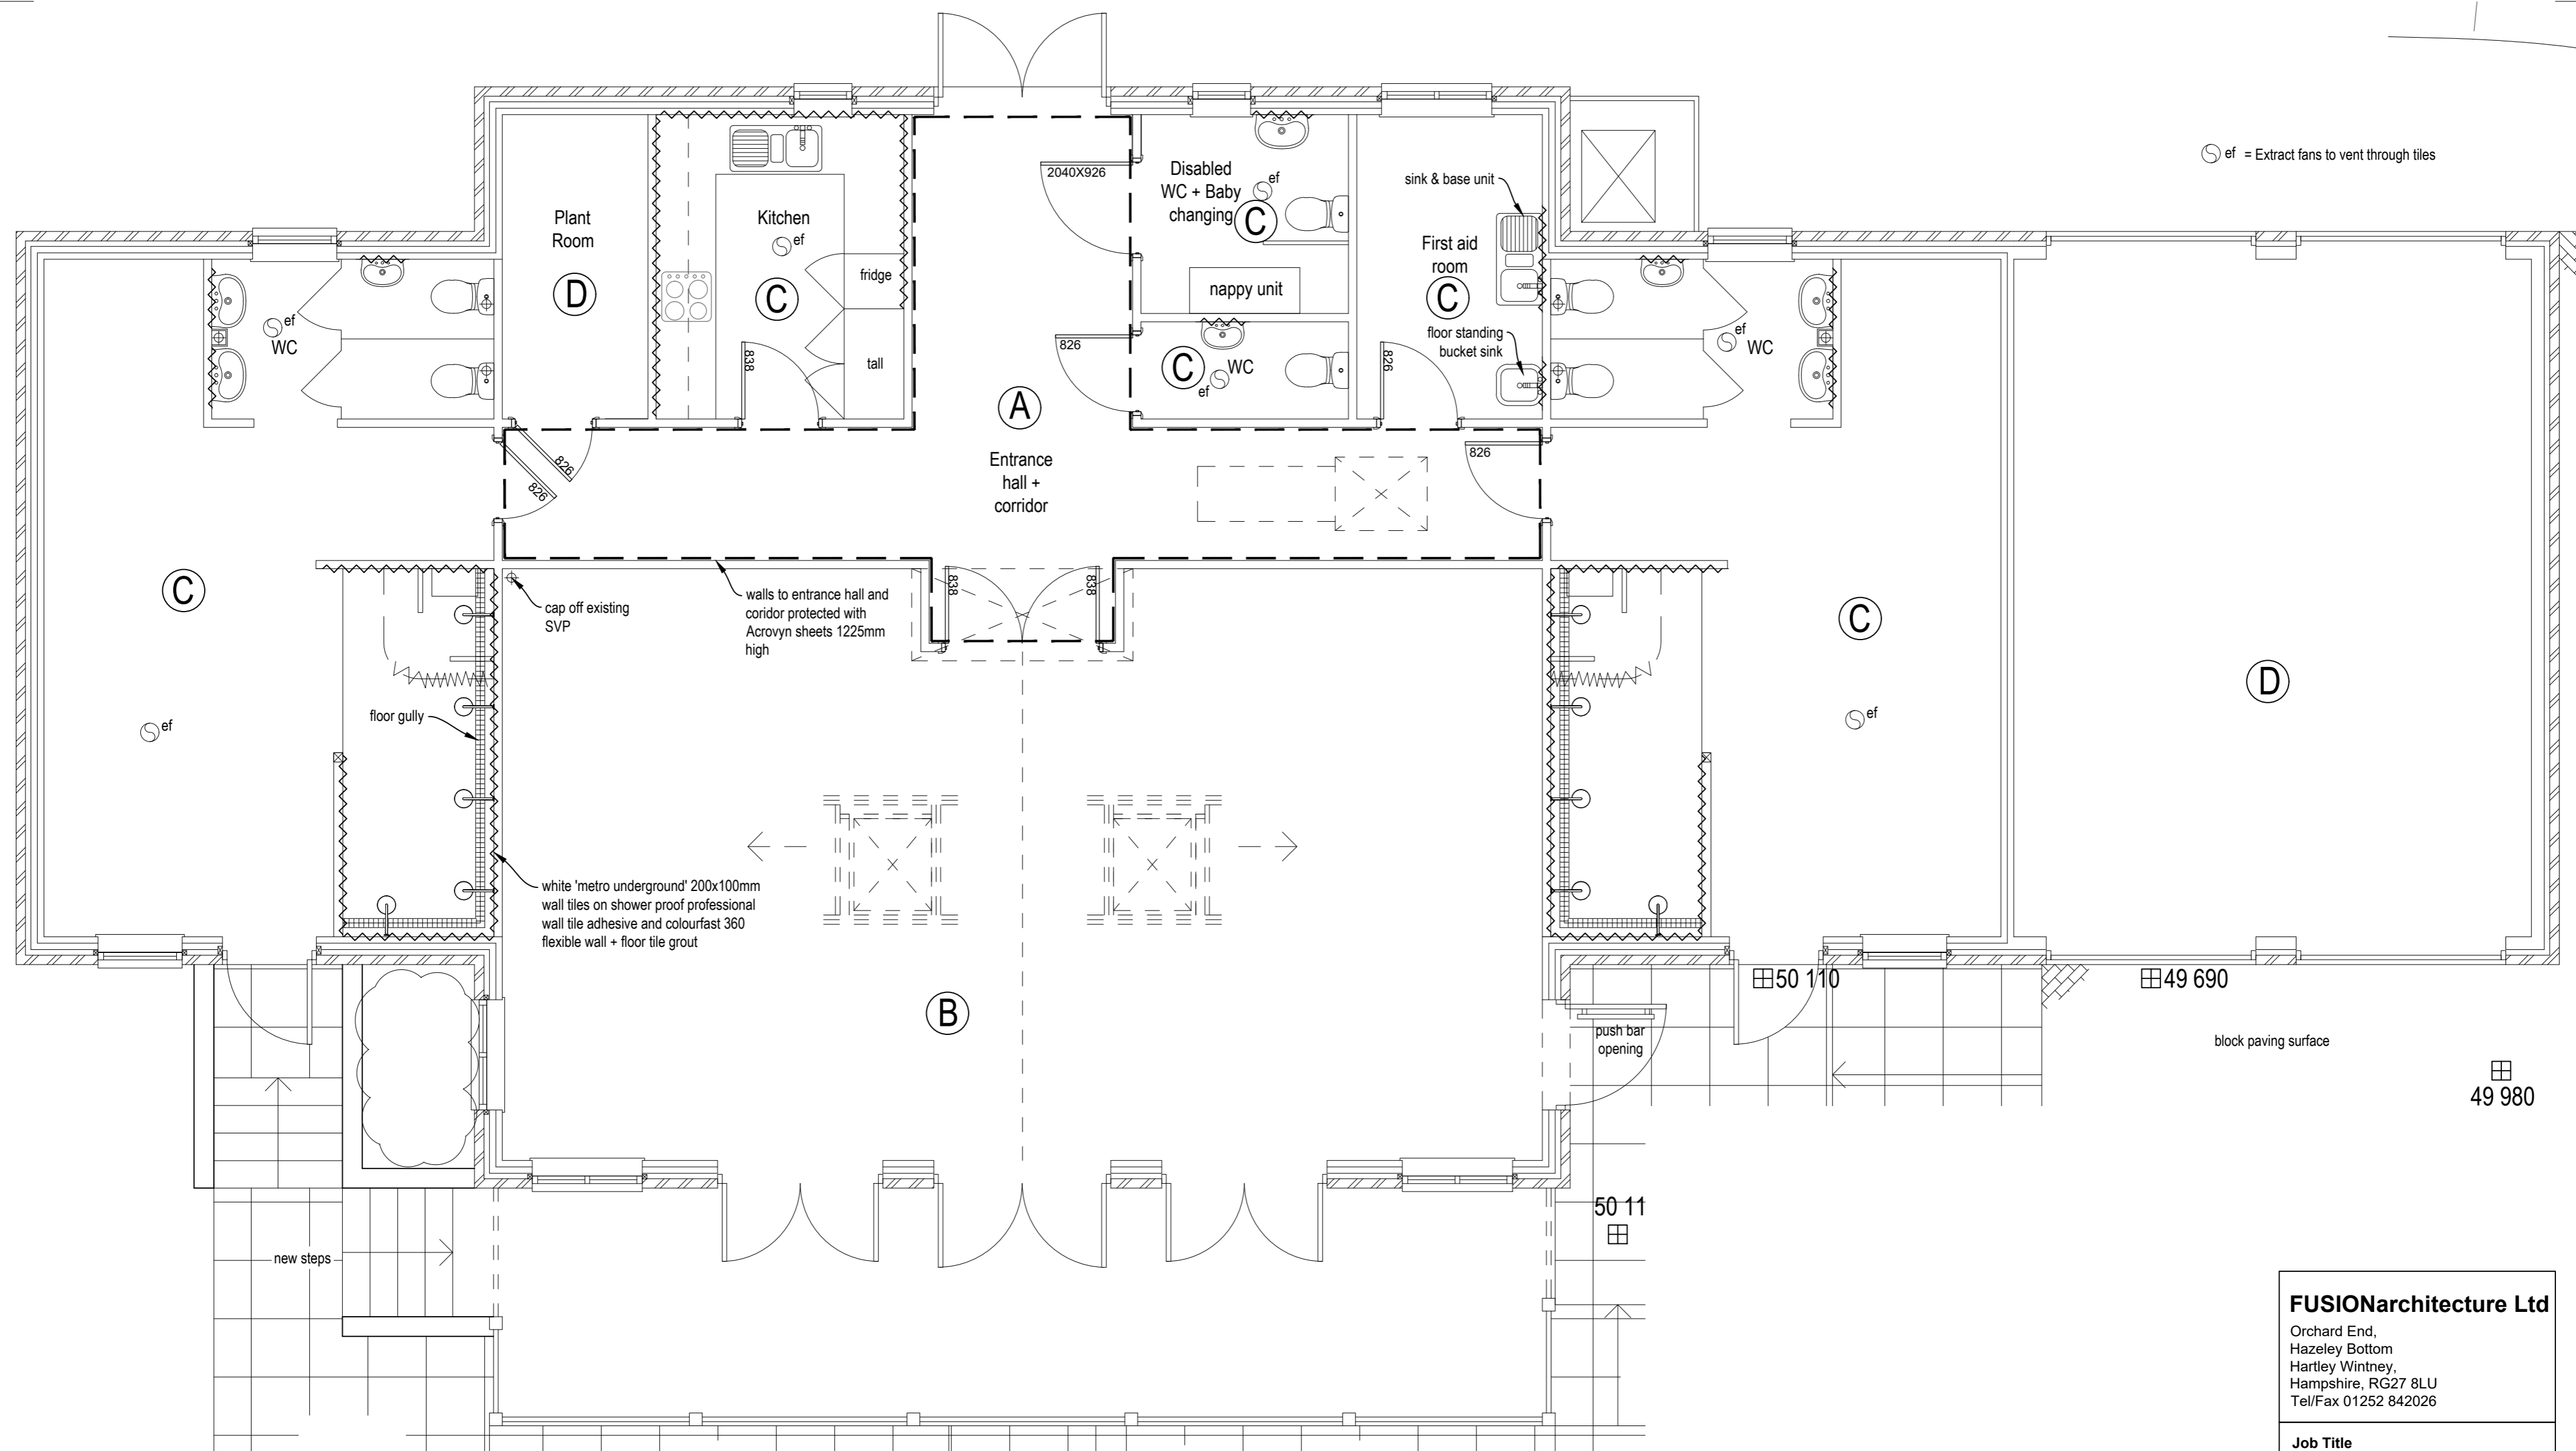 ef = Extract fans to vent through tiles
2040X926
Disabled
WC + Baby
changing
ef
C
sink & base unit
Plant
Room
D
Kitchen
ef
C
fridge
tall
838
First aid
room
C
nappy unit
floor standing
bucket sink
826
C
WC
ef
826
ef
WC
ef
WC
A
Entrance
hall +
corridor
826
826
826
838
838
C
ef
cap off existing
SVP
walls to entrance hall and
coridor protected with
Acrovyn sheets 1225mm
high
floor gully
C
ef
D
white 'metro underground' 200x100mm
wall tiles on shower proof professional
wall tile adhesive and colourfast 360
flexible wall + floor tile grout
B
50 110
49 690
push bar
opening
block paving surface
49 980
50 11
new steps
FUSIONarchitecture Ltd
Orchard End,
Hazeley Bottom
Hartley Wintney,
Hampshire, RG27 8LU
Tel/Fax 01252 842026
Job Title